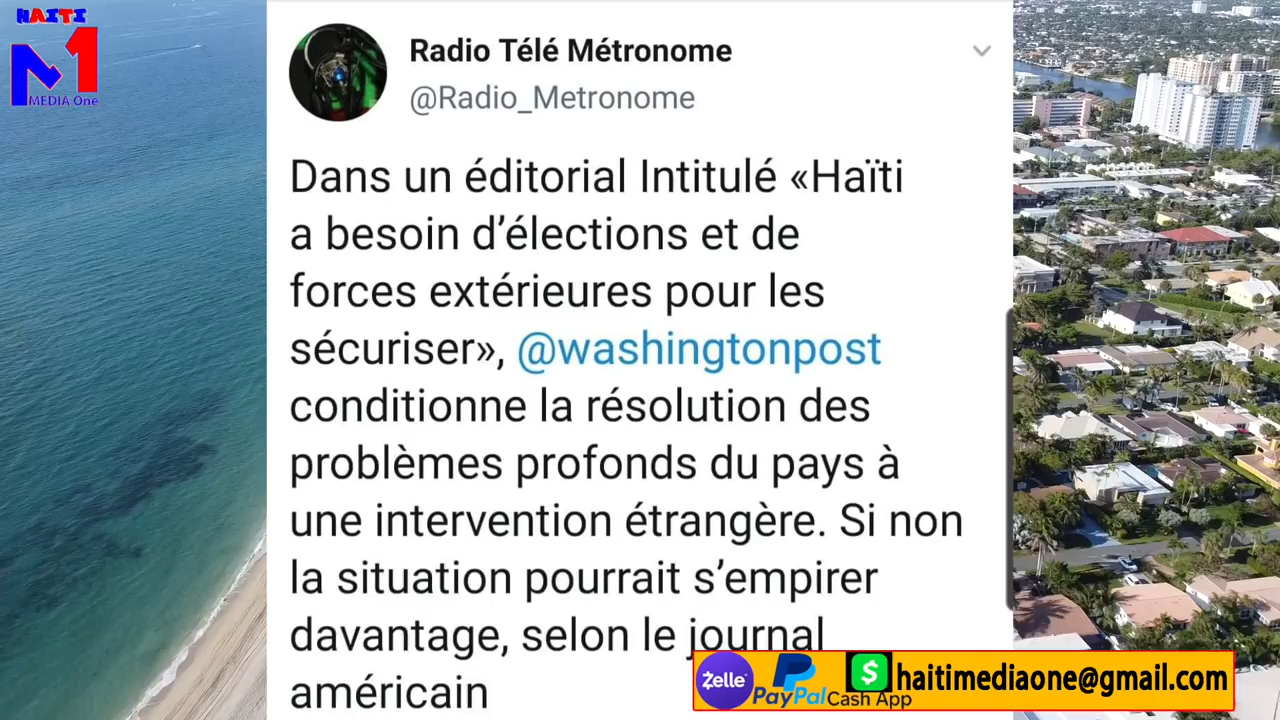 HAITI
M1
MEDIA One
Radio Télé Métronome
@Radio_Metronome
Dans un éditorial Intitulé «Haïti
a besoin d’élections et de
forces extérieures pour les
sécuriser», @washingtonpost
conditionne la résolution des
problèmes profonds du pays à
une intervention étrangère. Si non
la situation pourrait s’empirer
davantage, selon le journal
américain
Zelle PayPal $ Cash App haitimediaone@gmail.com